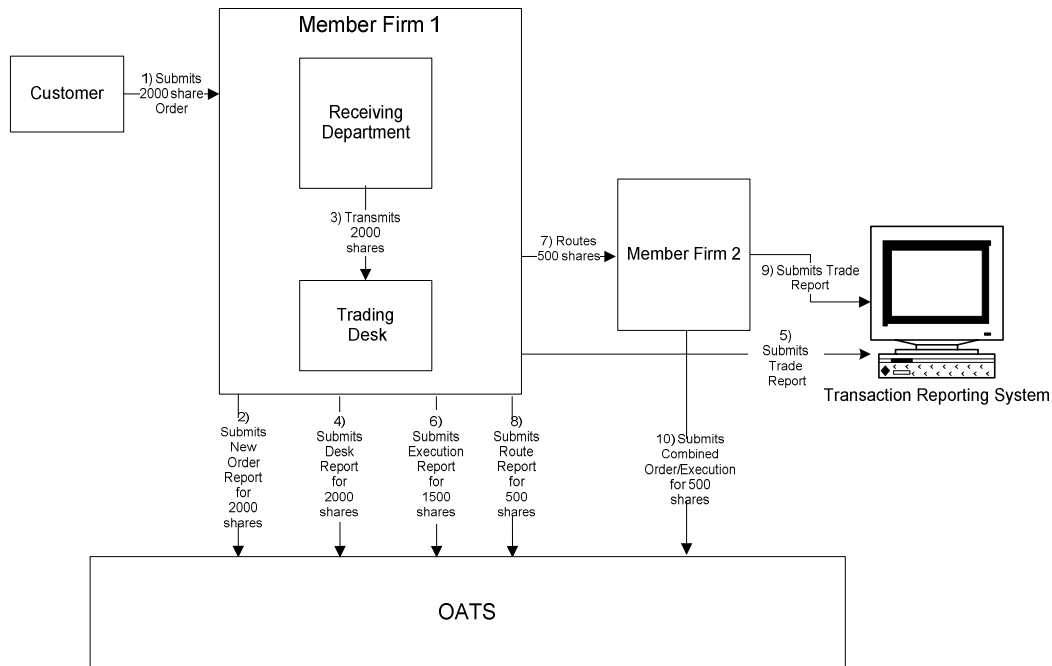 Member Firm 1
Customer
1) Submits
2000 share
Order
Receiving
Department
3) Transmits
2000
shares
Trading
Desk
7) Routes
500 shares
Member Firm 2
9) Submits Trade
Report
5)
Submits
Trade
Report
Transaction Reporting System
2)
Submits
New
Order
Report
for
2000
shares
4)
Submits
Desk
Report
for
2000
shares
6)
Submits
Execution
Report
for
1500
shares
8)
Submits
Route
Report
for
500
shares
10) Submits
Combined
Order/Execution
for 500
shares
OATS